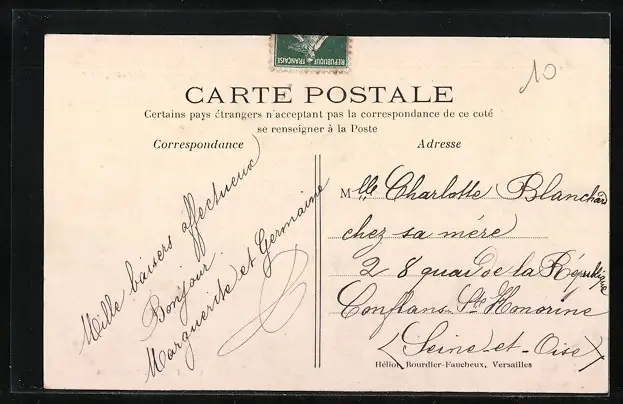 REPUBLIQUE FRANÇAISE
10
CARTE POSTALE
Certains pays étrangers n'acceptant pas la correspondance de ce coté
se renseigner à la Poste
Correspondance
Mille baisers affectueux
Bonjour
Marguerite et Germaine
Adresse
Mlle Charlotte Blanchard
chez sa mére
28 quai de la République
Conflans Ste Honorine
(Seine-et-Oise)
Hélio. Bourdier-Faucheux, Versailles